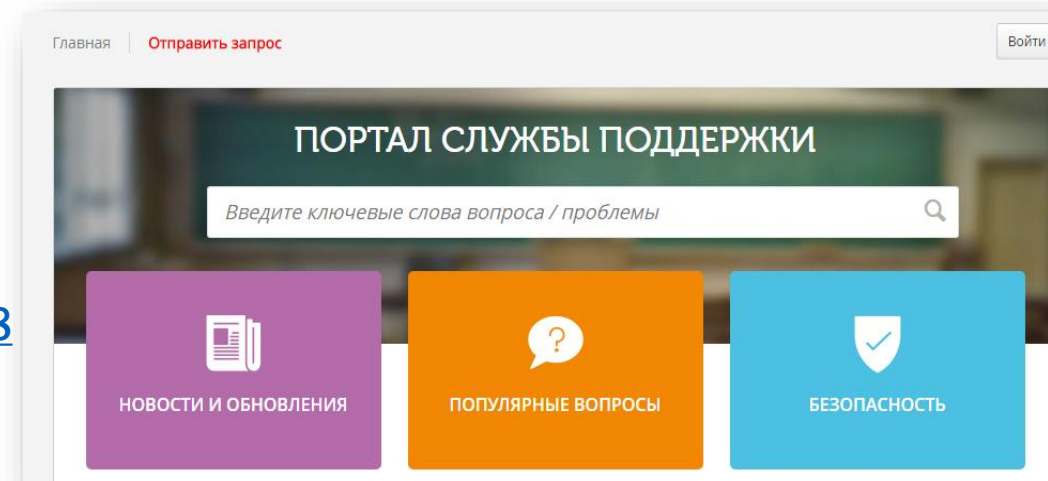 Главная Отправить запрос Войти
ПОРТАЛ СЛУЖБЫ ПОДДЕРЖКИ
Введите ключевые слова вопроса / проблемы
НОВОСТИ И ОБНОВЛЕНИЯ ПОПУЛЯРНЫЕ ВОПРОСЫ БЕЗОПАСНОСТЬ